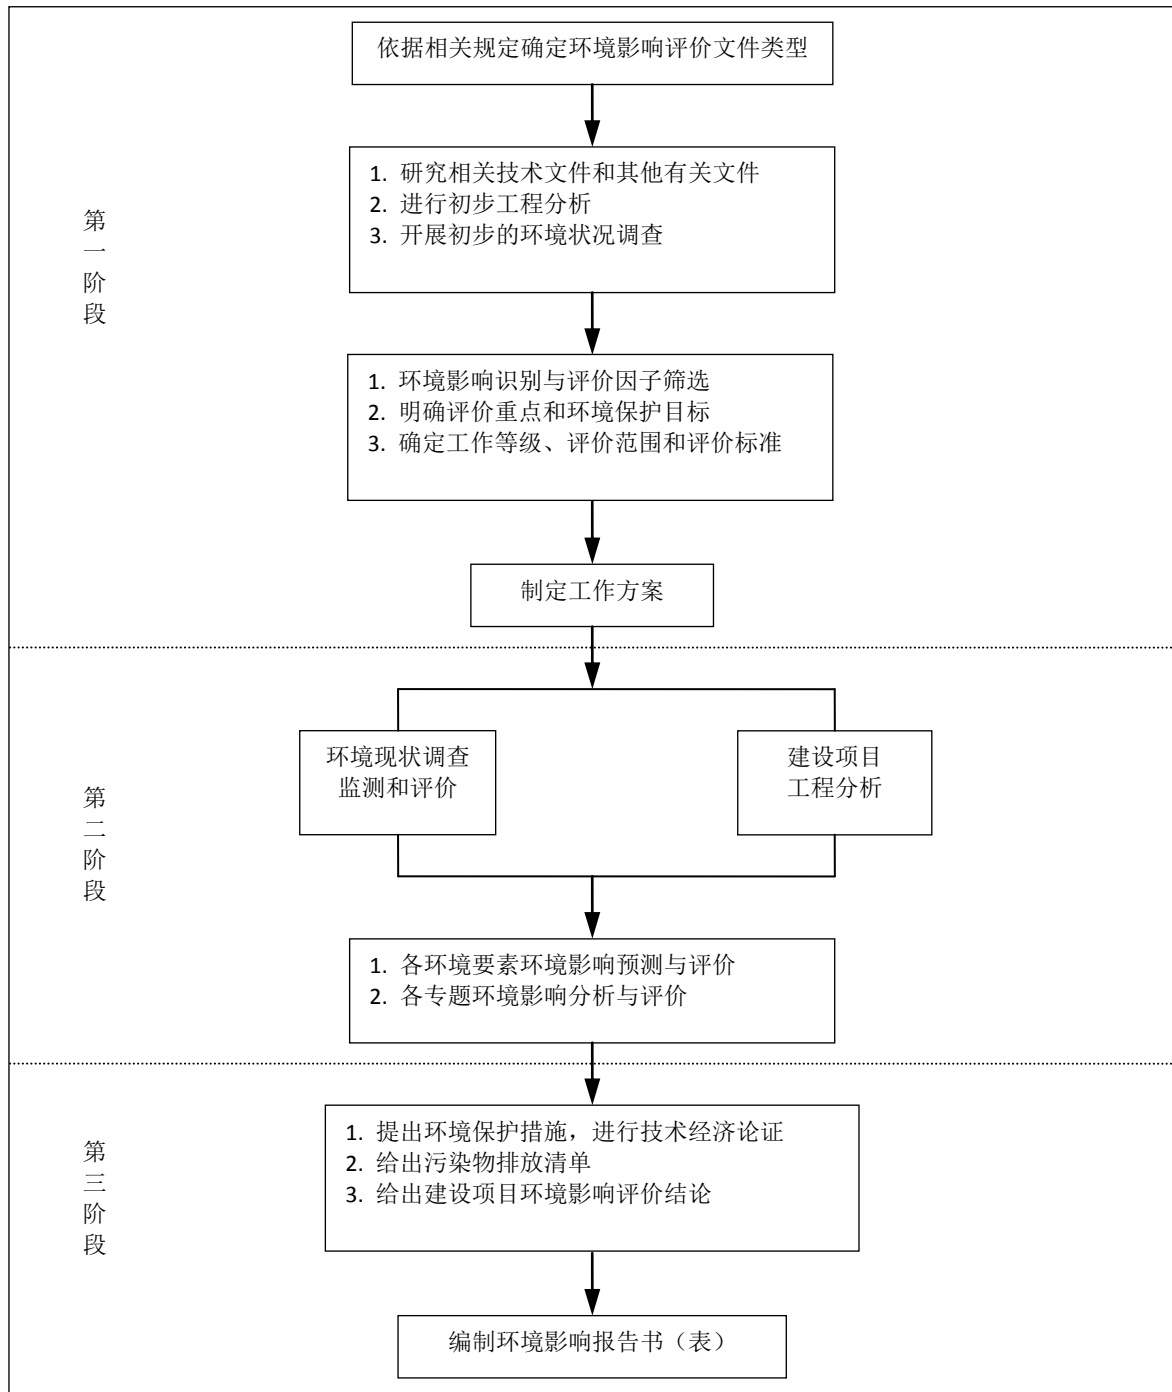 依据相关规定确定环境影响评价文件类型
第一阶段
1. 研究相关技术文件和其他有关文件
2. 进行初步工程分析
3. 开展初步的环境状况调查
1. 环境影响识别与评价因子筛选
2. 明确评价重点和环境保护目标
3. 确定工作等级、评价范围和评价标准
制定工作方案
第二阶段
环境现状调查
监测和评价
建设项目
工程分析
1. 各环境要素环境影响预测与评价
2. 各专题环境影响分析与评价
第三阶段
1. 提出环境保护措施，进行技术经济论证
2. 给出污染物排放清单
3. 给出建设项目环境影响评价结论
编制环境影响报告书（表）